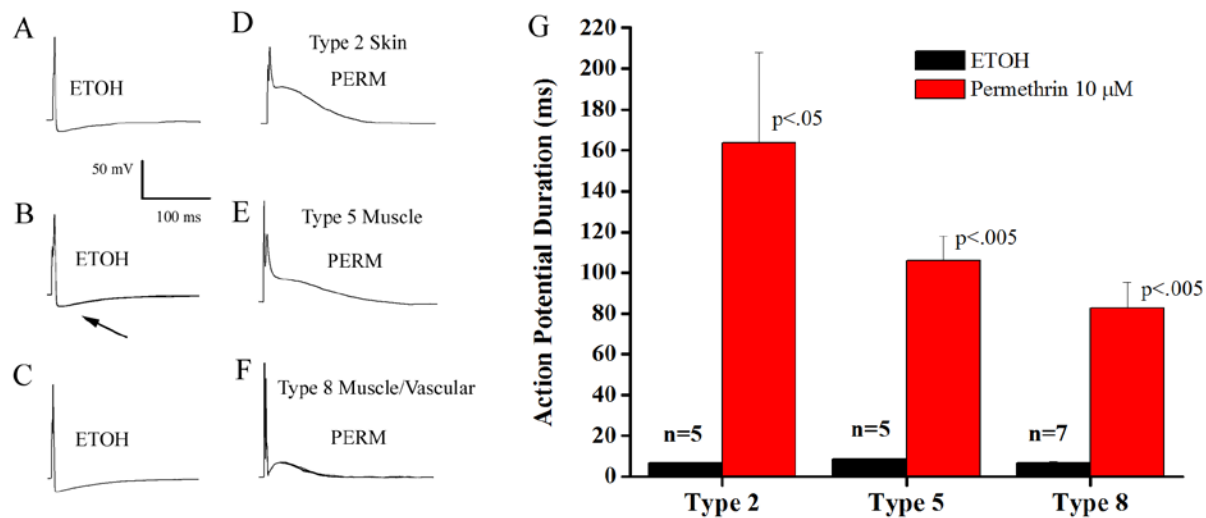 A
ETOH
D
Type 2 Skin
PERM
50 mV
100 ms
B
ETOH
E
Type 5 Muscle
PERM
C
ETOH
F
Type 8 Muscle/Vascular
PERM
G
Action Potential Duration (ms)
220
200
180
160
140
120
100
80
60
40
20
0
ETOH
Permethrin 10 μM
p<.05
p<.005
p<.005
n=5
n=5
n=7
Type 2
Type 5
Type 8